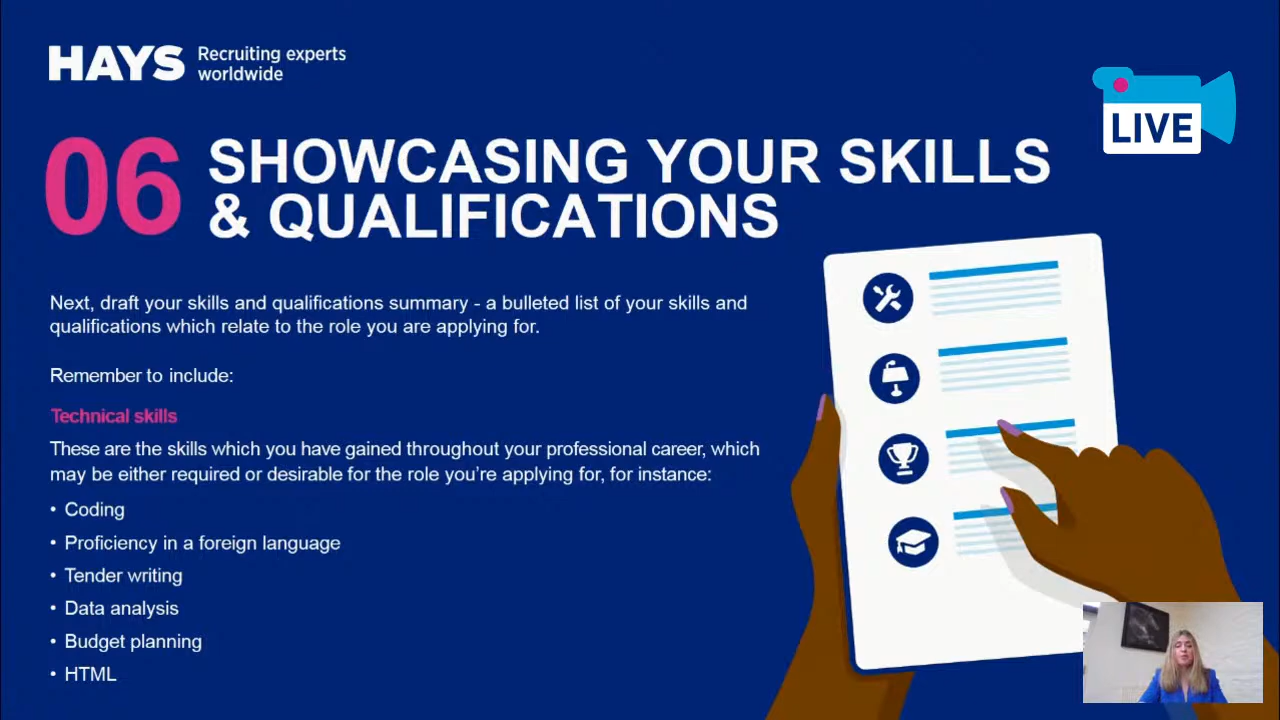 HAYS Recruiting experts
worldwide
LIVE
06 SHOWCASING YOUR SKILLS
& QUALIFICATIONS
Next, draft your skills and qualifications summary - a bulleted list of your skills and
qualifications which relate to the role you are applying for.
Remember to include:
Technical skills
These are the skills which you have gained throughout your professional career, which
may be either required or desirable for the role you're applying for, for instance:
• Coding
• Proficiency in a foreign language
• Tender writing
• Data analysis
• Budget planning
• HTML